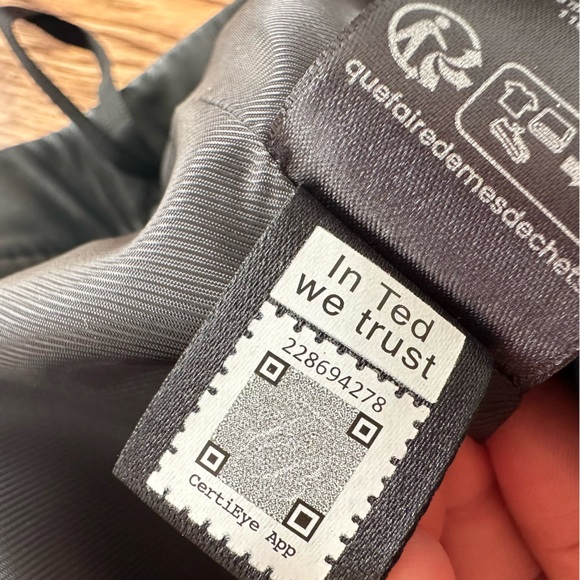 quefairedemesdechets
In Ted
we trust
228694278
CertiEye App